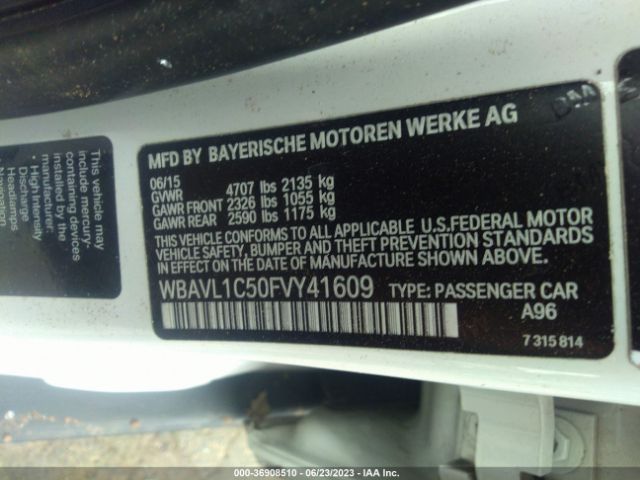 MFD BY BAYERISCHE MOTOREN WERKE AG
06/15
GVWR 4707 lbs 2135 kg
GAWR FRONT 2326 lbs 1055 kg
GAWR REAR 2590 lbs 1175 kg
THIS VEHICLE CONFORMS TO ALL APPLICABLE U.S.FEDERAL MOTOR
VEHICLE SAFETY, BUMPER AND THEFT PREVENTION STANDARDS
IN EFFECT ON THE DATE OF MANUFACTURE SHOWN ABOVE.
WBAVL1C50FVY41609 TYPE: PASSENGER CAR
A96
7 315 814
This vehicle may
include mercury-
containing devices
installed by the
manufacturer:
• High Intensity
Discharge
Headlamps
000-36908510 - 06/23/2023 - IAA Inc.